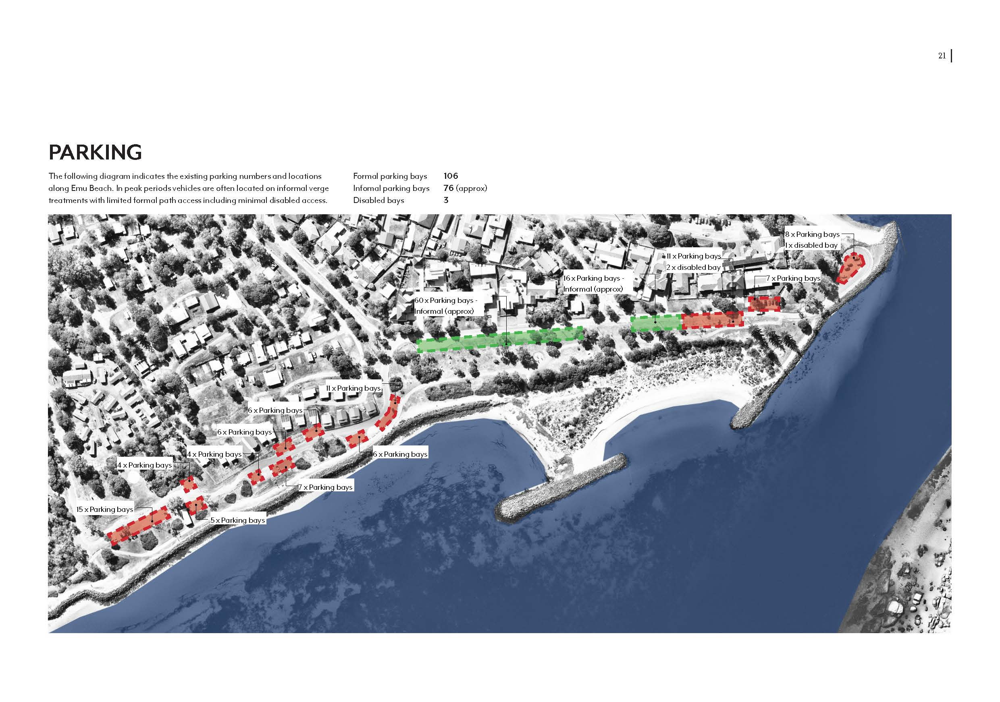 21
PARKING
The following diagram indicates the existing parking numbers and locations
along Emu Beach. In peak periods vehicles are often located on informal verge
treatments with limited formal path access including minimal disabled access.
Formal parking bays 106
Infomal parking bays 76 (approx)
Disabled bays 3
8 x Parking bays
1 x disabled bay
11 x Parking bays
2 x disabled bay
16 x Parking bays -
Informal (approx)
7 x Parking bays
60 x Parking bays -
Informal (approx)
11 x Parking bays
6 x Parking bays
6 x Parking bays
4 x Parking bays
6 x Parking bays
4 x Parking bays
7 x Parking bays
15 x Parking bays
5 x Parking bays